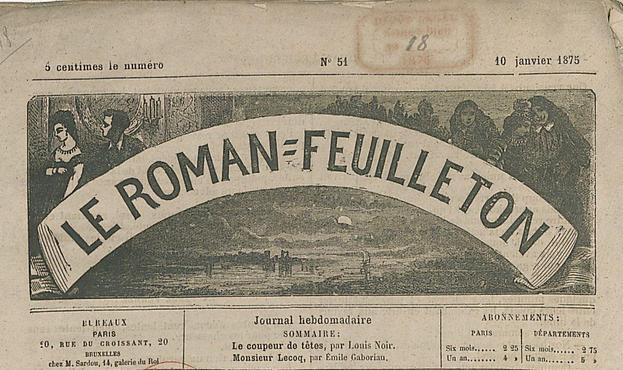 5 centimes le numéro
Nº 51
18
10 janvier 1875
LE ROMAN=FEUILLETON
BUREAUX
PARIS
20, RUE DU CROISSANT, 20
BRUXELLES
chez M. Sardou, 14, galerie du Roi
Journal hebdomadaire
SOMMAIRE:
Le coupeur de têtes, par Louis Noir.
Monsieur Lecoq, par Émile Gaboriau.
ABONNEMENTS:
PARIS
Six mois..... 2 25
Un an....... 4 »
DÉPARTEMENTS
Six mois..... 2 75
Un an..... 5 »